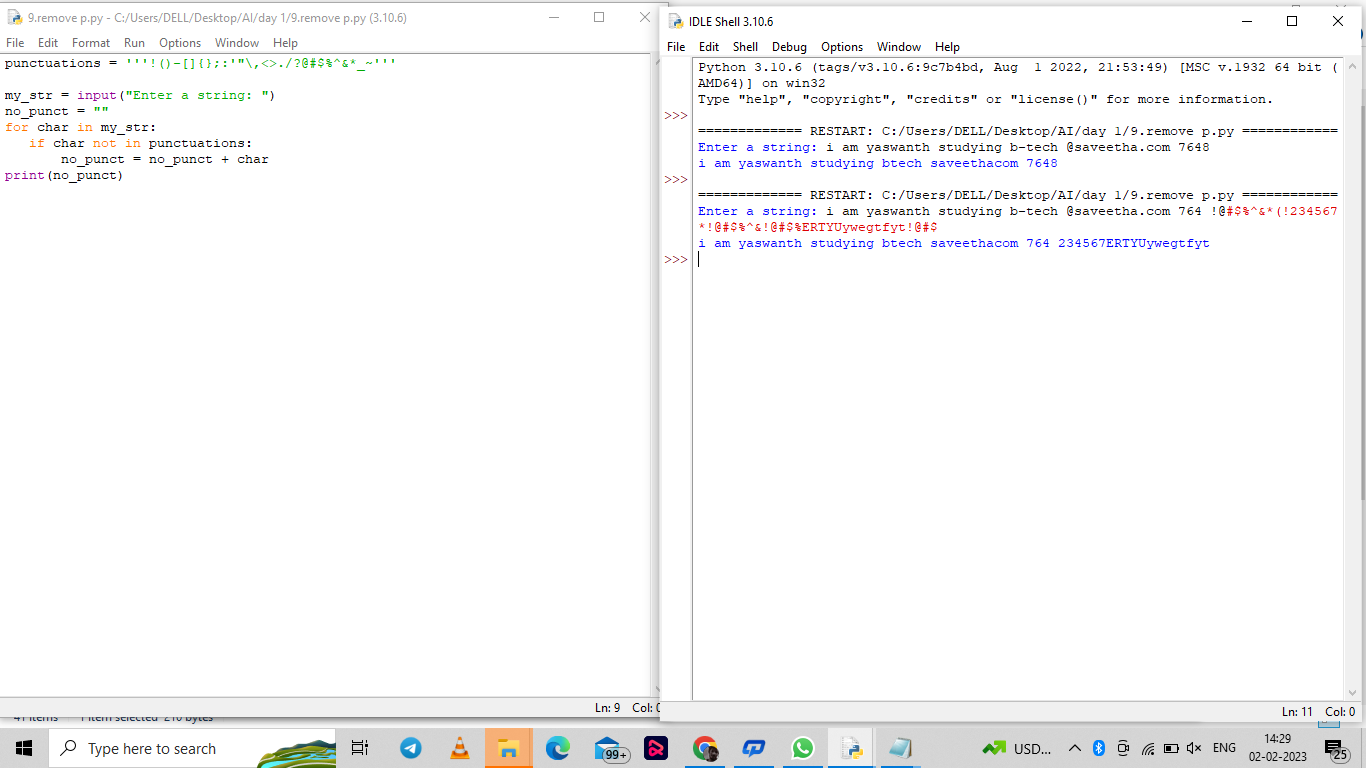 9.remove p.py - C:/Users/DELL/Desktop/AI/day 1/9.remove p.py (3.10.6)
File Edit Format Run Options Window Help
punctuations = '''!()-[]{};:'"\,<>./?@#$%^&*_~'''
my_str = input("Enter a string: ")
no_punct = ""
for char in my_str:
   if char not in punctuations:
       no_punct = no_punct + char
print(no_punct)
Ln: 9 Col: 0
IDLE Shell 3.10.6
File Edit Shell Debug Options Window Help
Python 3.10.6 (tags/v3.10.6:9c7b4bd, Aug  1 2022, 21:53:49) [MSC v.1932 64 bit (
AMD64)] on win32
Type "help", "copyright", "credits" or "license()" for more information.
>>>
============= RESTART: C:/Users/DELL/Desktop/AI/day 1/9.remove p.py ============
Enter a string: i am yaswanth studying b-tech @saveetha.com 7648
i am yaswanth studying btech saveethacom 7648
>>>
============= RESTART: C:/Users/DELL/Desktop/AI/day 1/9.remove p.py ============
Enter a string: i am yaswanth studying b-tech @saveetha.com 764 !@#$%^&*(!234567
*!@#$%^&!@#$%ERTYUywegtfyt!@#$
i am yaswanth studying btech saveethacom 764 234567ERTYUywegtfyt
>>>
Ln: 11 Col: 0
41 items 1 item selected 210 bytes
Type here to search
99+
USD...
ENG
14:29
02-02-2023
25